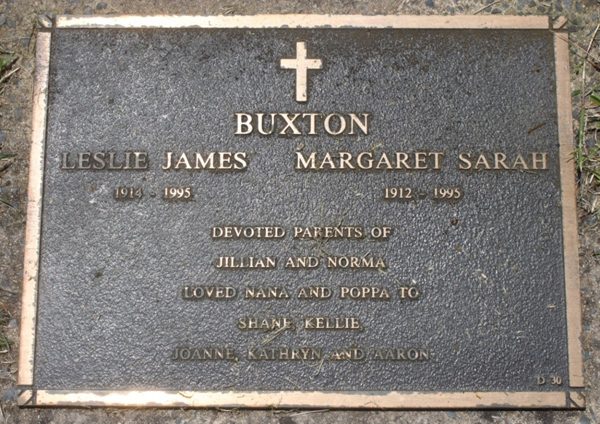 BUXTON
LESLIE JAMES MARGARET SARAH
1914 - 1995 1912 - 1995
DEVOTED PARENTS OF
JILLIAN AND NORMA
LOVED NANA AND POPPA TO
SHANE, KELLIE,
JOANNE, KATHRYN AND AARON
D 30